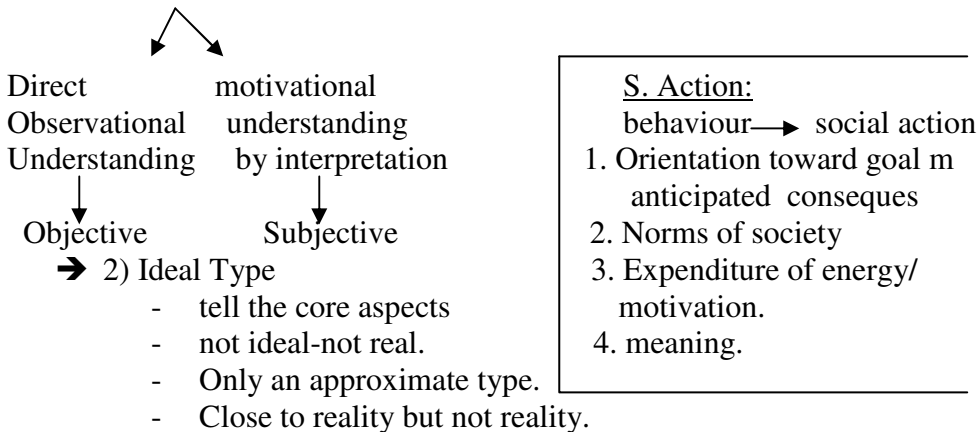 Direct motivational
Observational understanding
Understanding by interpretation
Objective Subjective
➔ 2) Ideal Type
- tell the core aspects
- not ideal-not real.
- Only an approximate type.
- Close to reality but not reality.
S. Action:
behaviour → social action
1. Orientation toward goal m
anticipated conseques
2. Norms of society
3. Expenditure of energy/
motivation.
4. meaning.